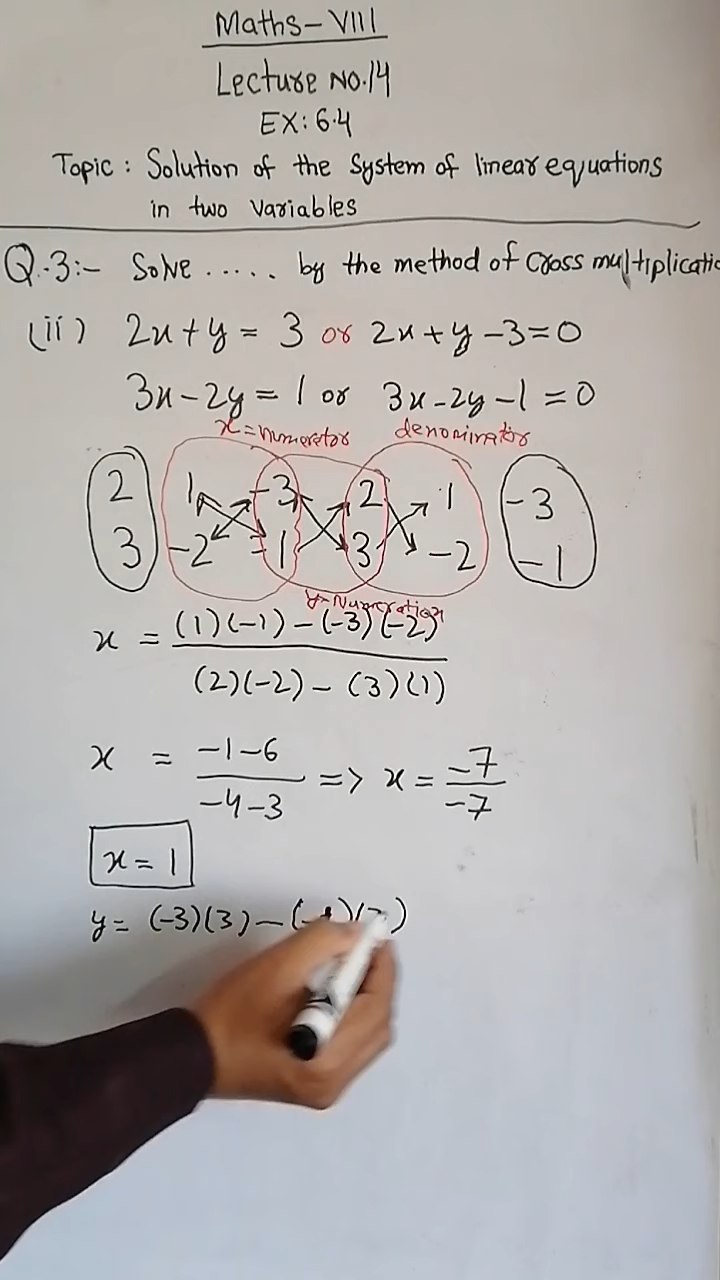 Maths-VIII
Lecture No.14
EX: 6.4
Topic: Solution of the System of linear equations
in two variables
Q.3:- Solve ..... by the method of Cross multiplicatio
(ii) 2x + y = 3 or 2x + y - 3 = 0
3x - 2y = 1 or 3x - 2y - 1 = 0
x = numerator denominator
2 1 -3 2 1 -3
3 -2 -1 3 -2 -1
y = Numeration
x = (1)(-1) - (-3)(-2)
(2)(-2) - (3)(1)
x = -1-6 / -4-3 => x = -7 / -7
x = 1
y = (-3)(3) - (-1)( )